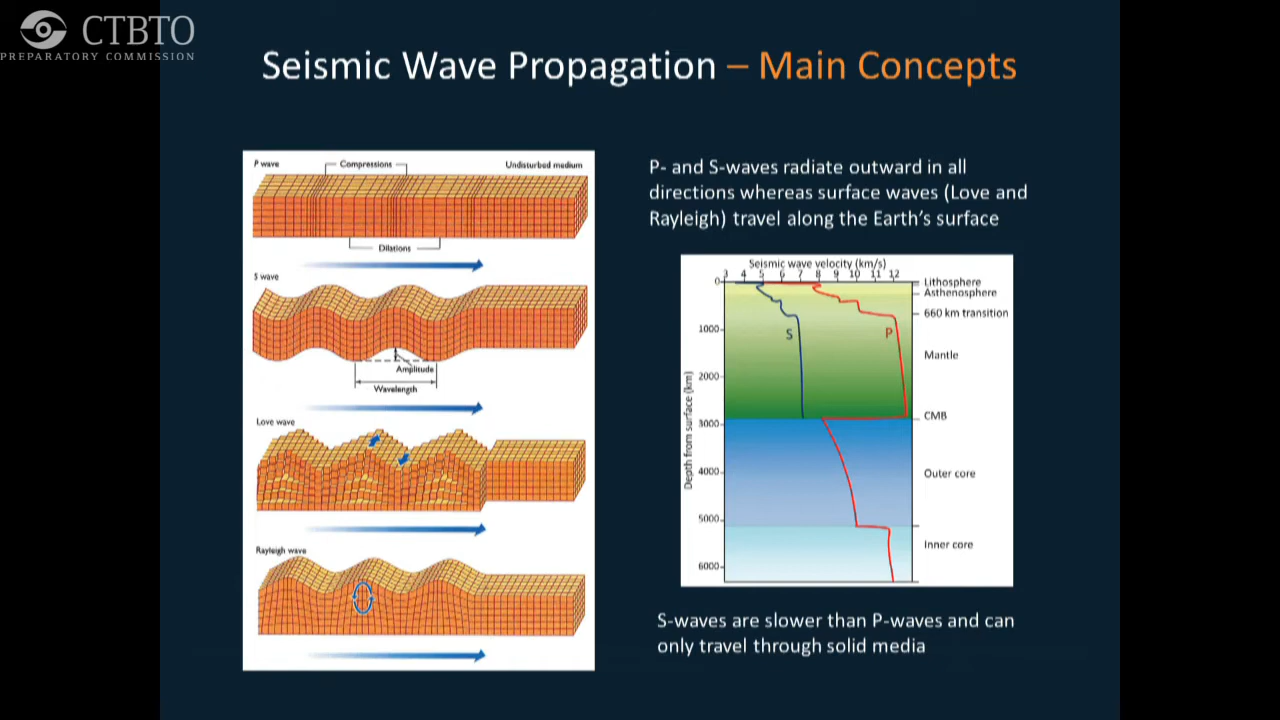 CTBTO
PREPARATORY COMMISSION
Seismic Wave Propagation – Main Concepts
P wave
Compressions
Undisturbed medium
Dilations
S wave
Amplitude
Wavelength
Love wave
Rayleigh wave
P- and S-waves radiate outward in all
directions whereas surface waves (Love and
Rayleigh) travel along the Earth's surface
Seismic wave velocity (km/s)
3 4 5 6 7 8 9 10 11 12
Depth from surface (km)
0
1000
2000
3000
4000
5000
6000
S
P
Lithosphere
Asthenosphere
660 km transition
Mantle
CMB
Outer core
Inner core
S-waves are slower than P-waves and can
only travel through solid media